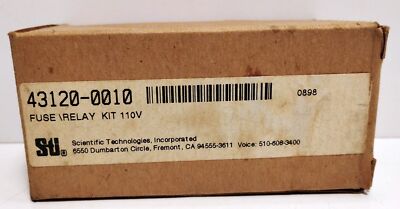 43120-0010
0898
FUSE\RELAY KIT 110V
Sti®
Scientific Technologies, Incorporated
6550 Dumbarton Circle, Fremont, CA 94555-3611 Voice: 510-608-3400